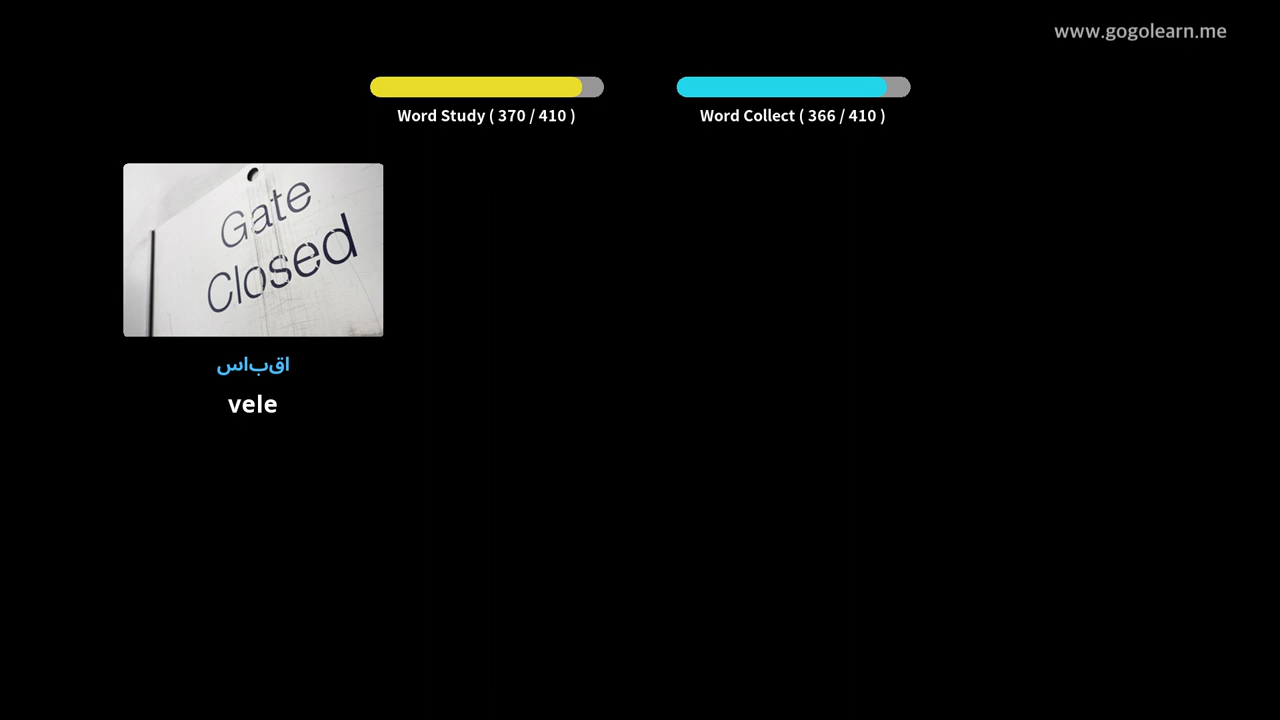 www.gogolearn.me
Word Study ( 370 / 410 )
Word Collect ( 366 / 410 )
Gate
Closed
اقباس
vele